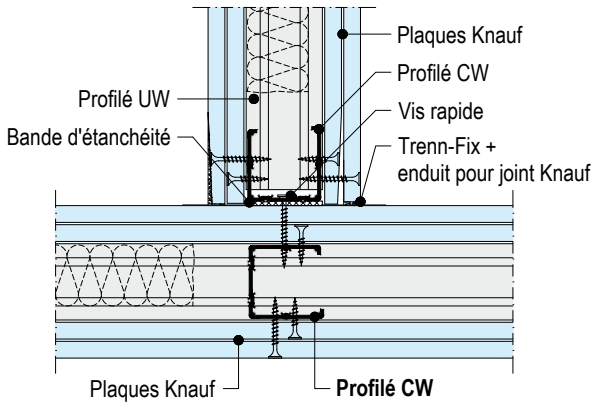 Plaques Knauf
Profilé CW
Profilé UW
Vis rapide
Bande d'étanchéité
Trenn-Fix +
enduit pour joint Knauf
Plaques Knauf
Profilé CW